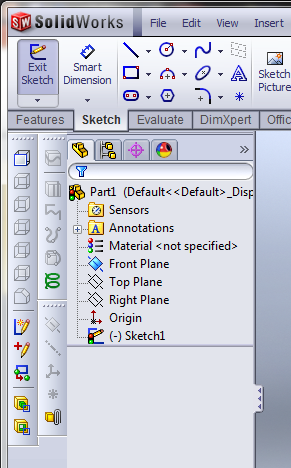 SW SolidWorks File Edit View Insert
Exit Sketch
Smart Dimension
Sketch Picture
Features Sketch Evaluate DimXpert Offic
Part1 (Default<<Default>_Disp
Sensors
A Annotations
Material <not specified>
Front Plane
Top Plane
Right Plane
Origin
(-) Sketch1